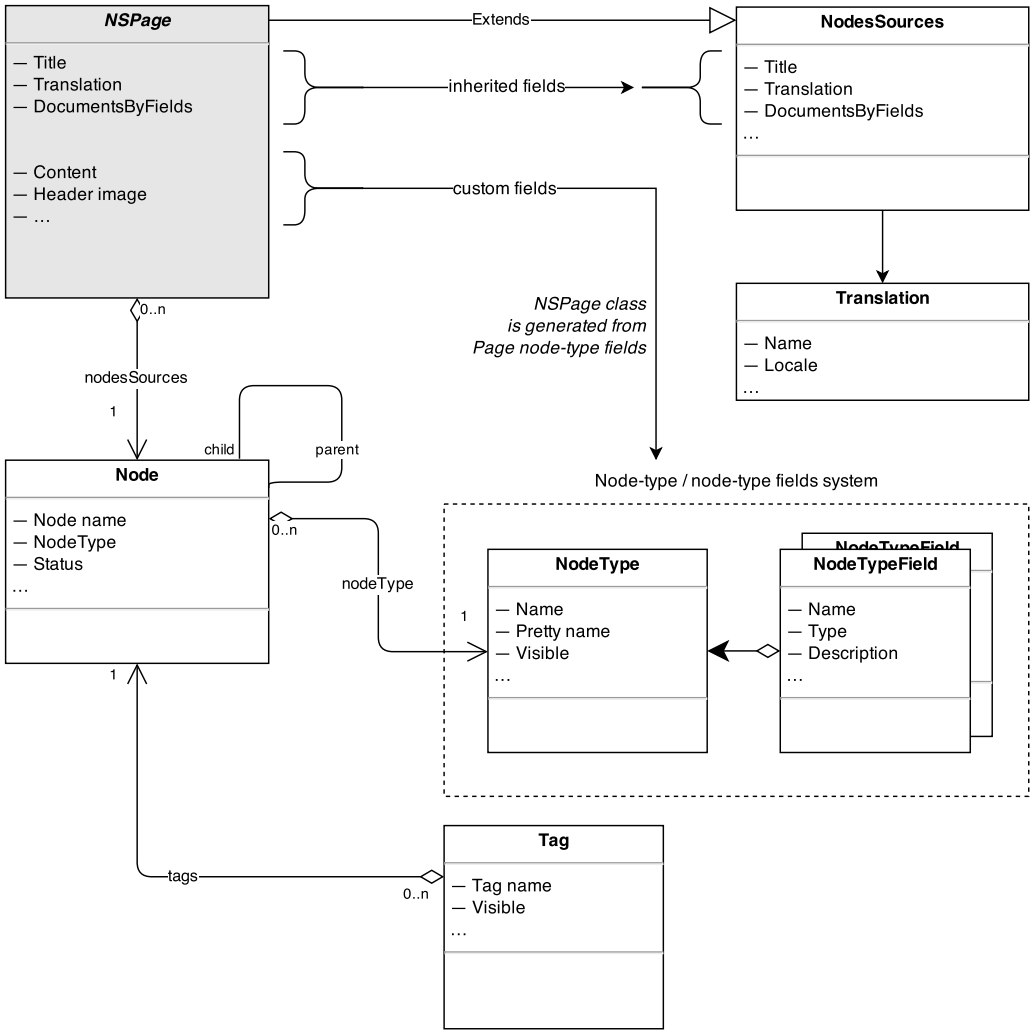 NSPage
— Title
— Translation
— DocumentsByFields
— Content
— Header image
— ...
Extends
inherited fields
custom fields
NodesSources
— Title
— Translation
— DocumentsByFields
...
Translation
— Name
— Locale
...
NSPage class
is generated from
Page node-type fields
0..n
nodesSources
1
child
parent
Node
— Node name
— NodeType
— Status
...
0..n
nodeType
1
Node-type / node-type fields system
NodeType
— Name
— Pretty name
— Visible
...
NodeTypeField
NodeTypeField
— Name
— Type
— Description
...
1
tags
0..n
Tag
— Tag name
— Visible
...